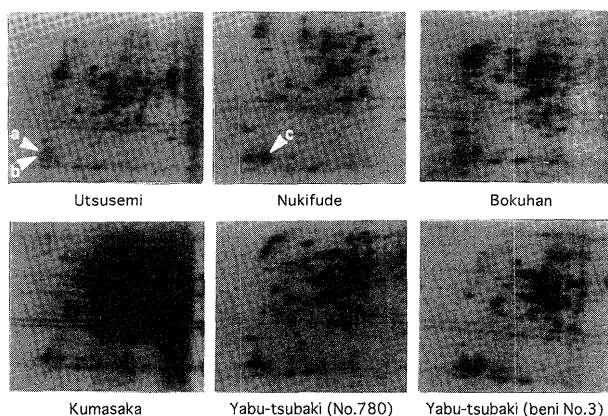 a
b
c
Utsusemi Nukifude Bokuhan
Kumasaka Yabu-tsubaki (No.780) Yabu-tsubaki (beni No.3)